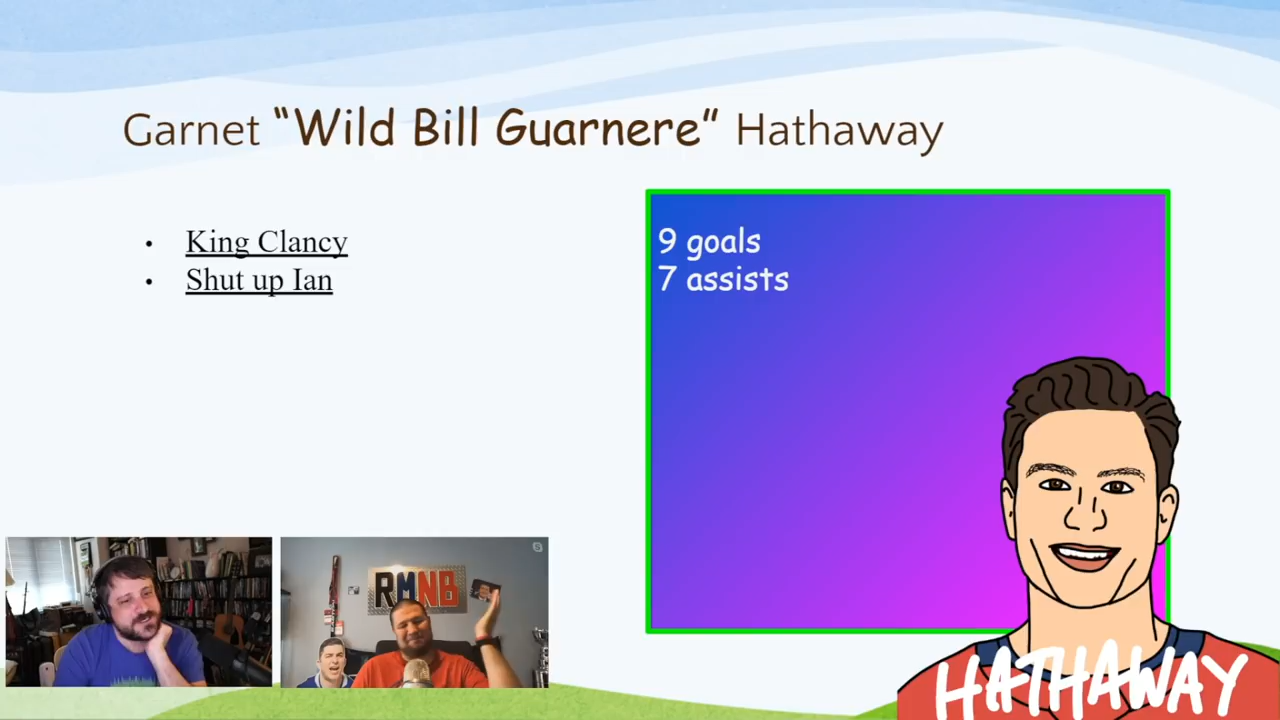 Garnet “Wild Bill Guarnere” Hathaway
• King Clancy
• Shut up Ian
9 goals
7 assists
RMNB
HATHAWAY